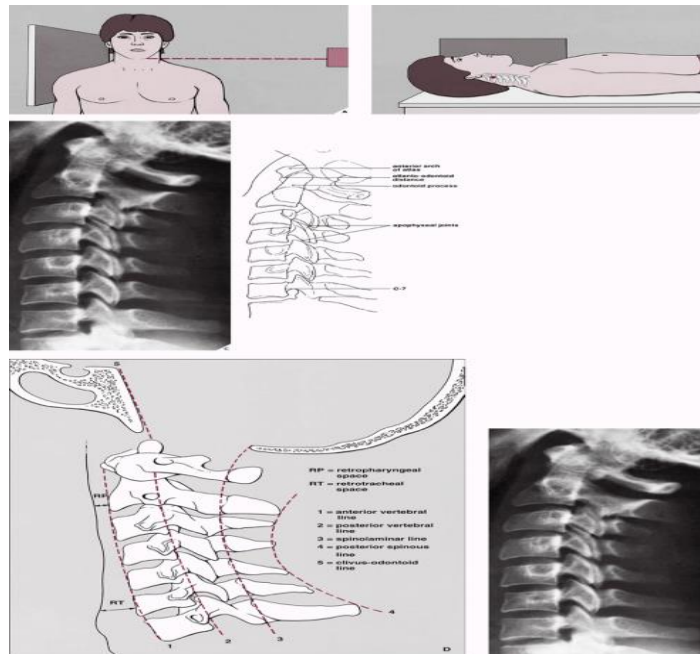 A
anterior arch
of atlas
atlanto-odontoid
distance
odontoid process
apophyseal joints
C-7
C
5
RP = retropharyngeal
space
RT = retrotracheal
space
RP
1 = anterior vertebral
line
2 = posterior vertebral
line
3 = spinolaminar line
4 = posterior spinous
line
5 = clivus-odontoid
line
RT
4
1
2
3
D